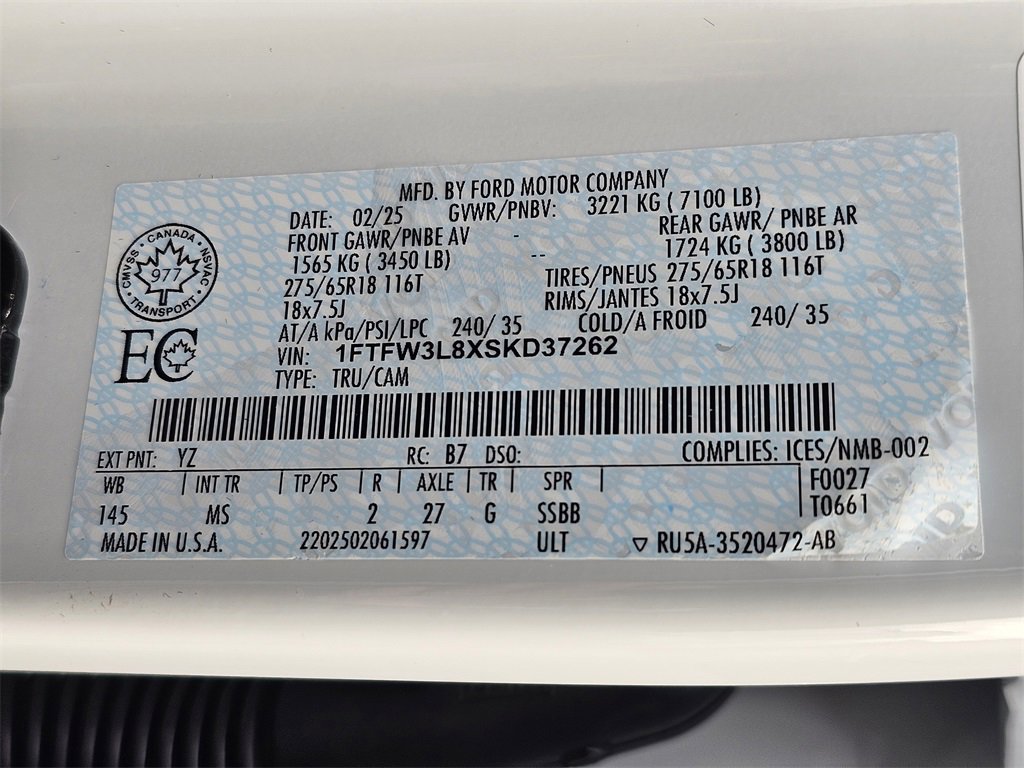 MFD. BY FORD MOTOR COMPANY
DATE: 02/25 GVWR/PNBV: 3221 KG ( 7100 LB)
FRONT GAWR/PNBE AV - REAR GAWR/ PNBE AR
1565 KG ( 3450 LB) -- 1724 KG ( 3800 LB)
275/65R18 116T TIRES/PNEUS 275/65R18 116T
18x7.5J RIMS/JANTES 18x7.5J
AT/A kPa/PSI/LPC 240/ 35 COLD/A FROID 240/ 35
VIN: 1FTFW3L8XSKD37262
TYPE: TRU/CAM
CANADA
CMVSS NSVAC
977
TRANSPORT
EC
EXT PNT: YZ RC: B7 DSO: COMPLIES: ICES/NMB-002
WB | INT TR | TP/PS | R | AXLE | TR | SPR | F0027
145 MS 2 27 G SSBB | T0661
MADE IN U.S.A. 2202502061597 ULT ▽ RU5A-3520472-AB